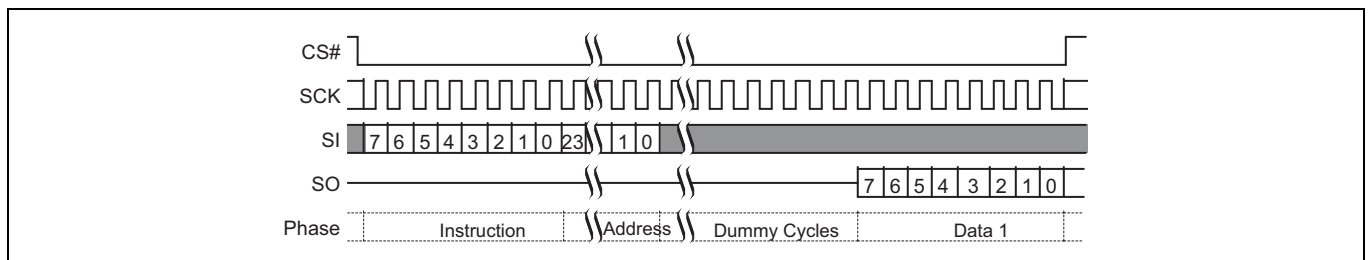 CS#
SCK
SI 7 6 5 4 3 2 1 0 23 1 0
SO 7 6 5 4 3 2 1 0
Phase Instruction Address Dummy Cycles Data 1